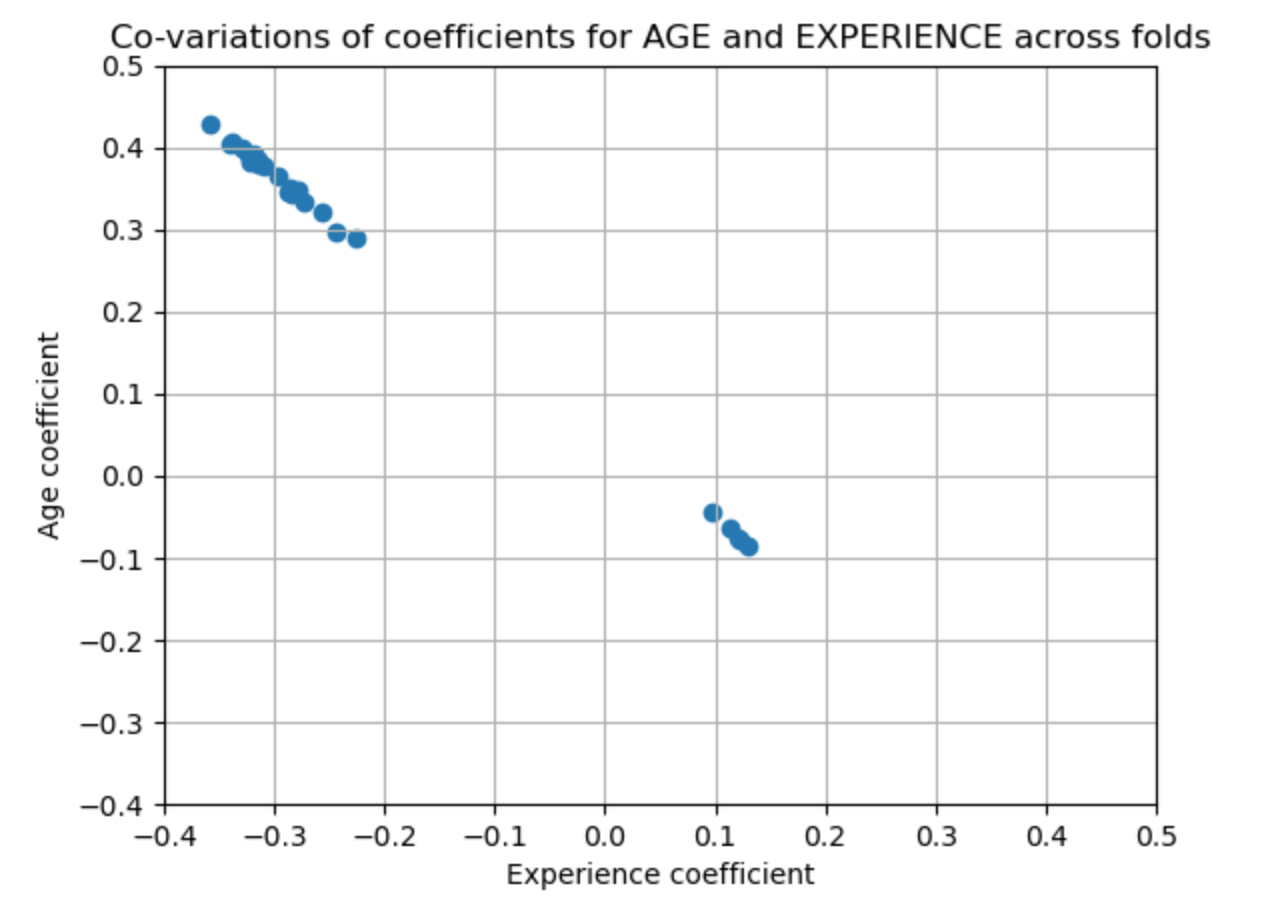 Co-variations of coefficients for AGE and EXPERIENCE across folds
0.5
0.4
0.3
0.2
0.1
0.0
−0.1
−0.2
−0.3
−0.4
Age coefficient
−0.4 −0.3 −0.2 −0.1 0.0 0.1 0.2 0.3 0.4 0.5
Experience coefficient